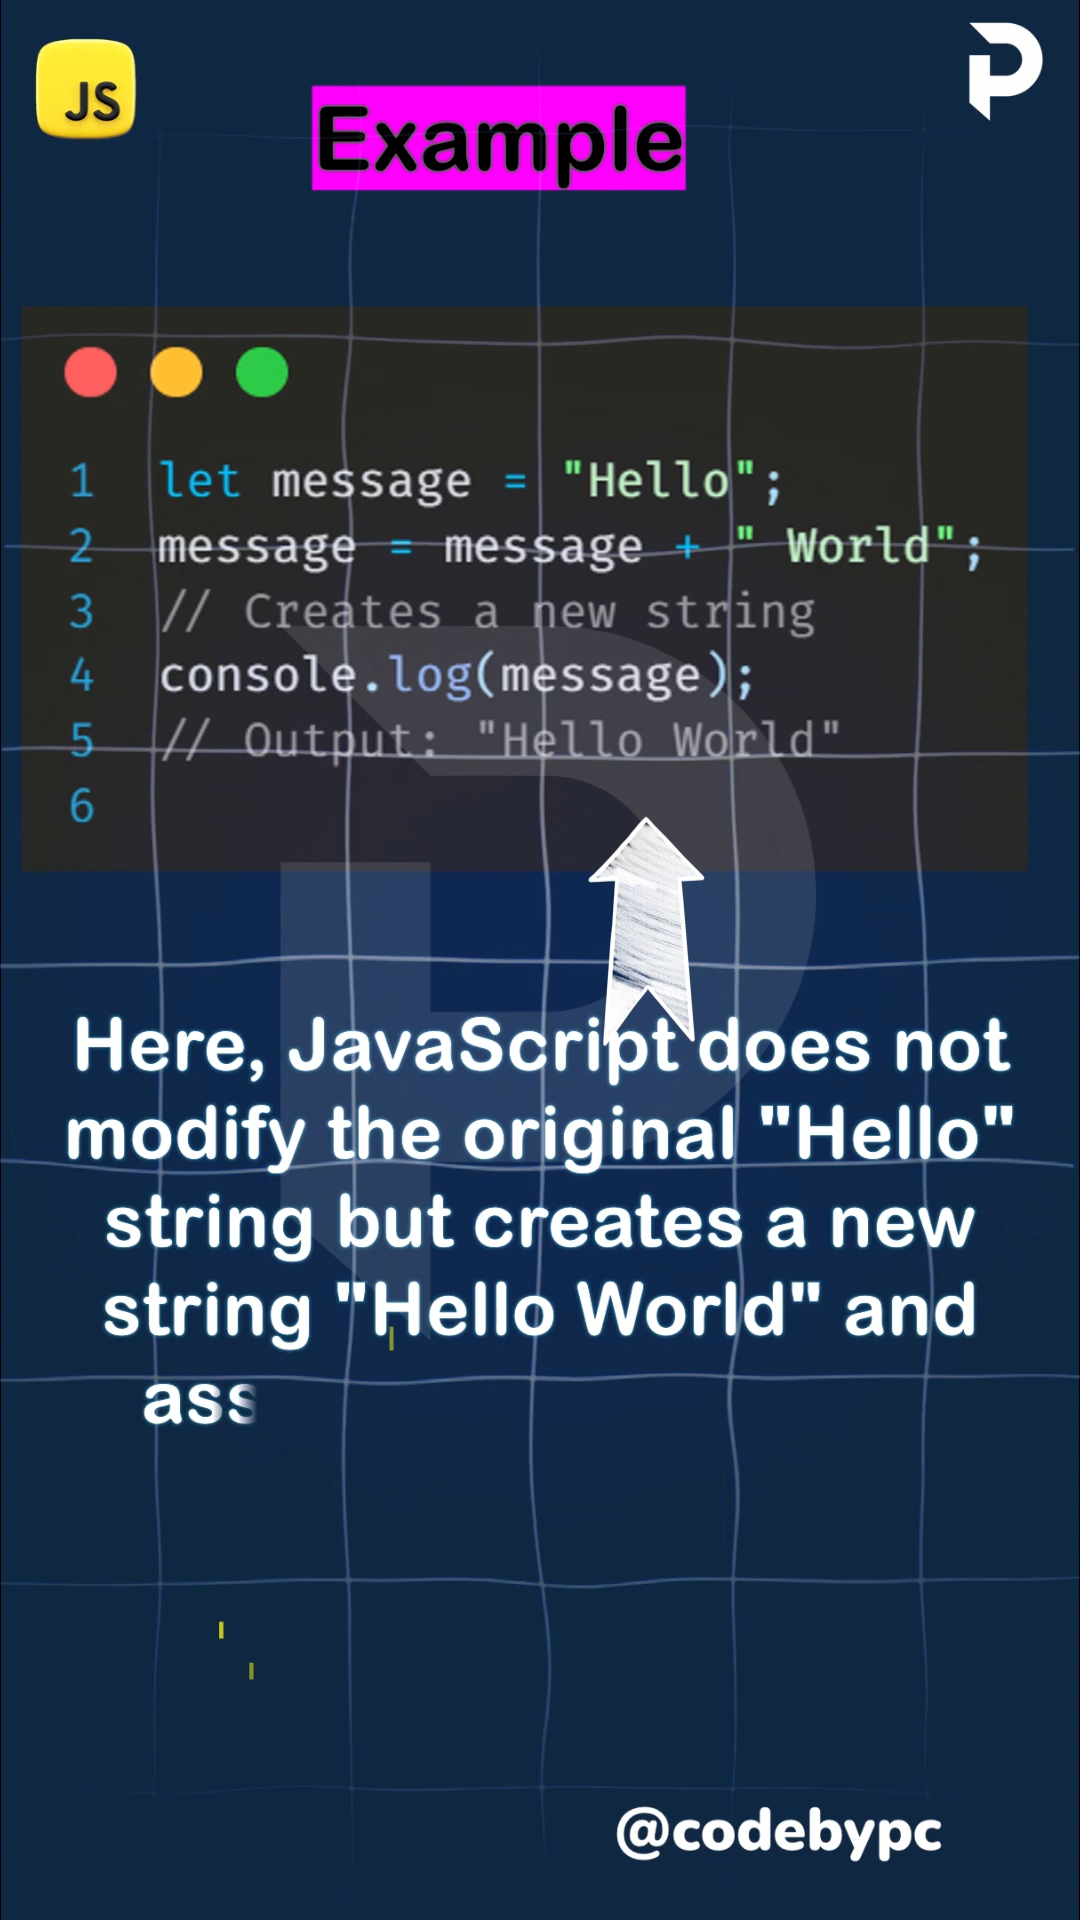 JS
Example
1 let message = "Hello";
2 message = message + " World";
3 // Creates a new string
4 console.log(message);
5 // Output: "Hello World"
6
Here, JavaScript does not
modify the original "Hello"
string but creates a new
string "Hello World" and
ass
@codebypc